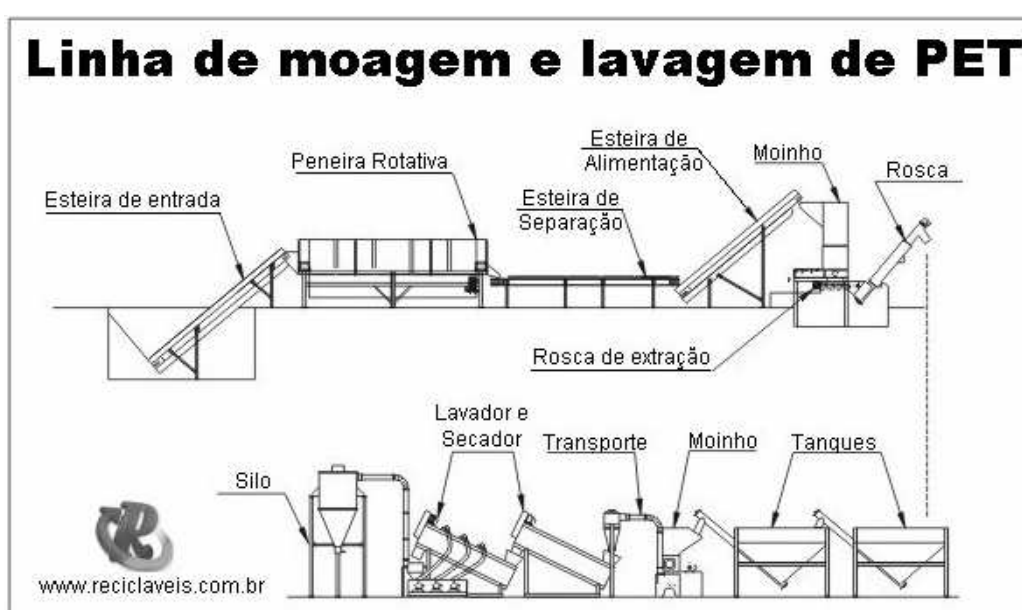 Linha de moagem e lavagem de PET
Esteira de entrada
Peneira Rotativa
Esteira de
Separação
Esteira de
Alimentação
Moinho
Rosca
Rosca de extração
Silo
Lavador e
Secador
Transporte
Moinho
Tanques
R
www.reciclaveis.com.br